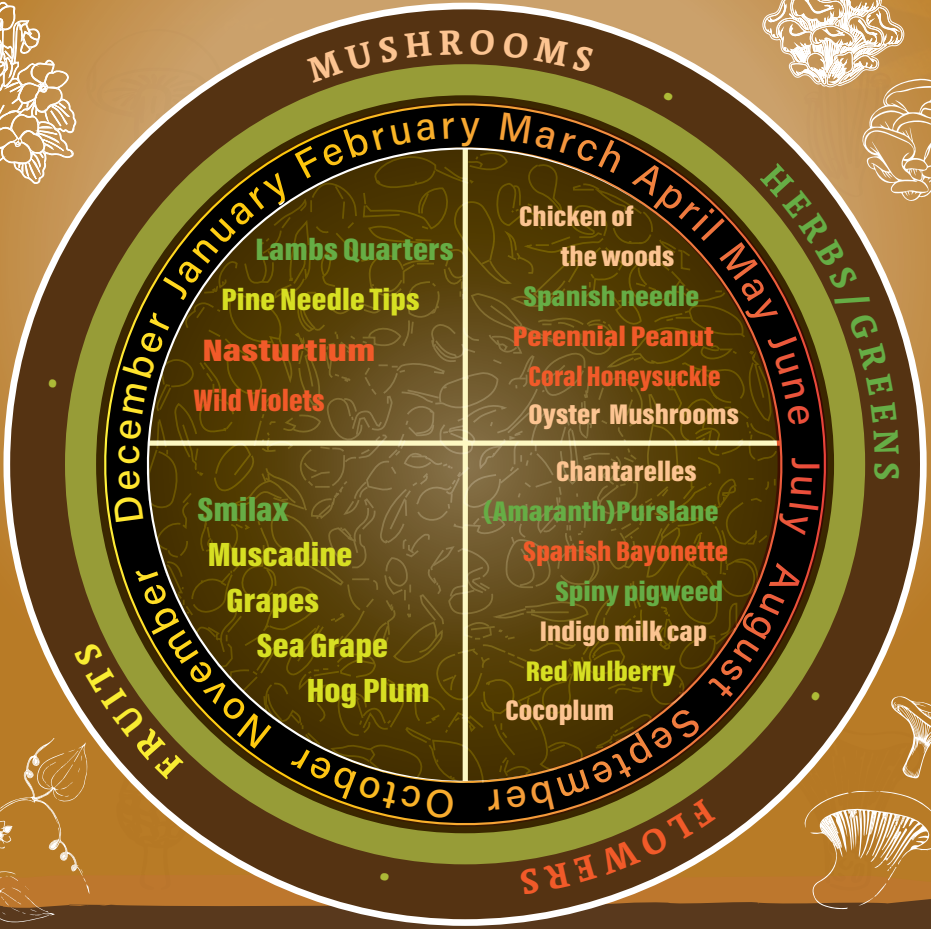 MUSHROOMS
HERBS/GREENS
FLOWERS
FRUITS
January
February
March
April
May
June
July
August
September
October
November
December
Lambs Quarters
Pine Needle Tips
Nasturtium
Wild Violets
Chicken of
the woods
Spanish needle
Perennial Peanut
Coral Honeysuckle
Oyster Mushrooms
Smilax
Muscadine
Grapes
Sea Grape
Hog Plum
Chantarelles
(Amaranth)Purslane
Spanish Bayonette
Spiny pigweed
Indigo milk cap
Red Mulberry
Cocoplum